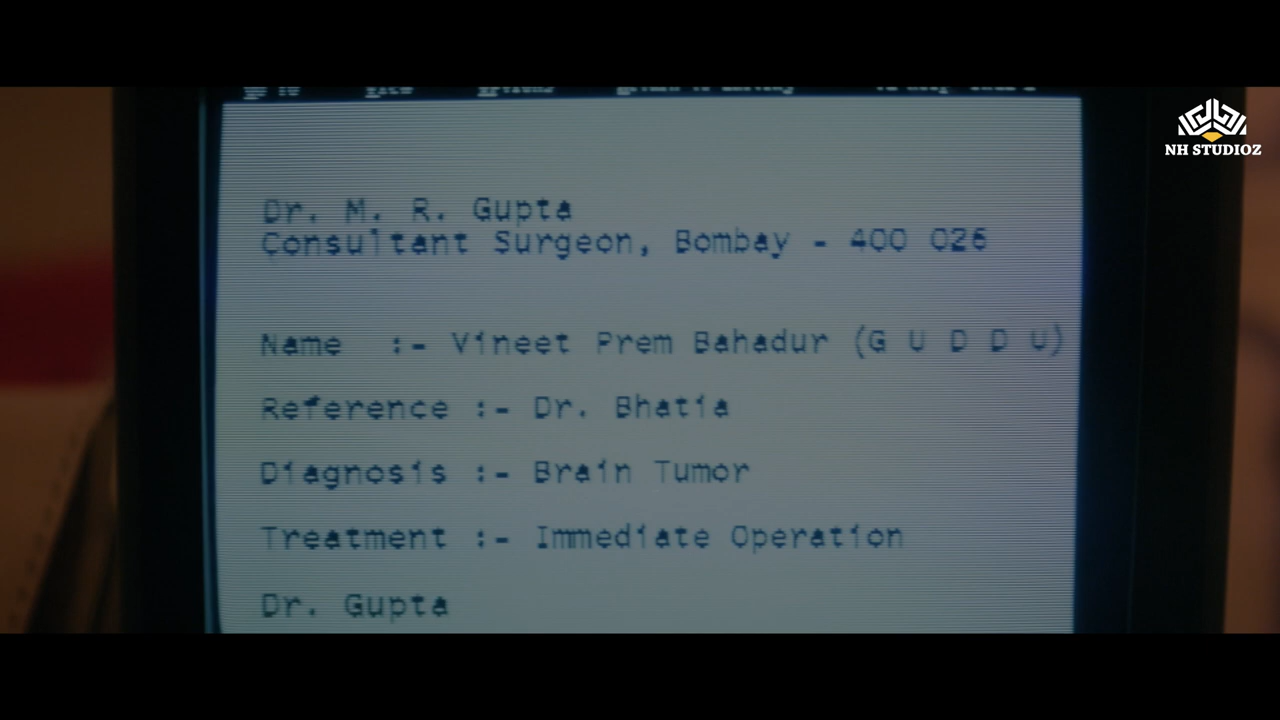 NH STUDIOZ
Dr. M. R. Gupta
Consultant Surgeon, Bombay - 400 026
Name :- Vineet Prem Bahadur (G U D D U)
Reference :- Dr. Bhatia
Diagnosis :- Brain Tumor
Treatment :- Immediate Operation
Dr. Gupta